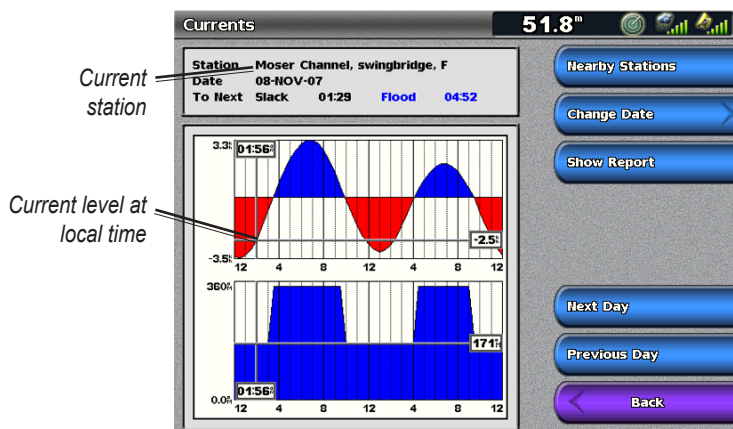 Currents 51.8ᵐ
Station Moser Channel, swingbridge, F
Date 08-NOV-07
To Next Slack 01:29 Flood 04:52
Current
station
Nearby Stations
Change Date
Show Report
3.3
01:56
Current level at
local time
-2.5
-3.5
12 4 8 12 4 8 12
360
171
0.0
01:56
12 4 8 12 4 8 12
Next Day
Previous Day
Back